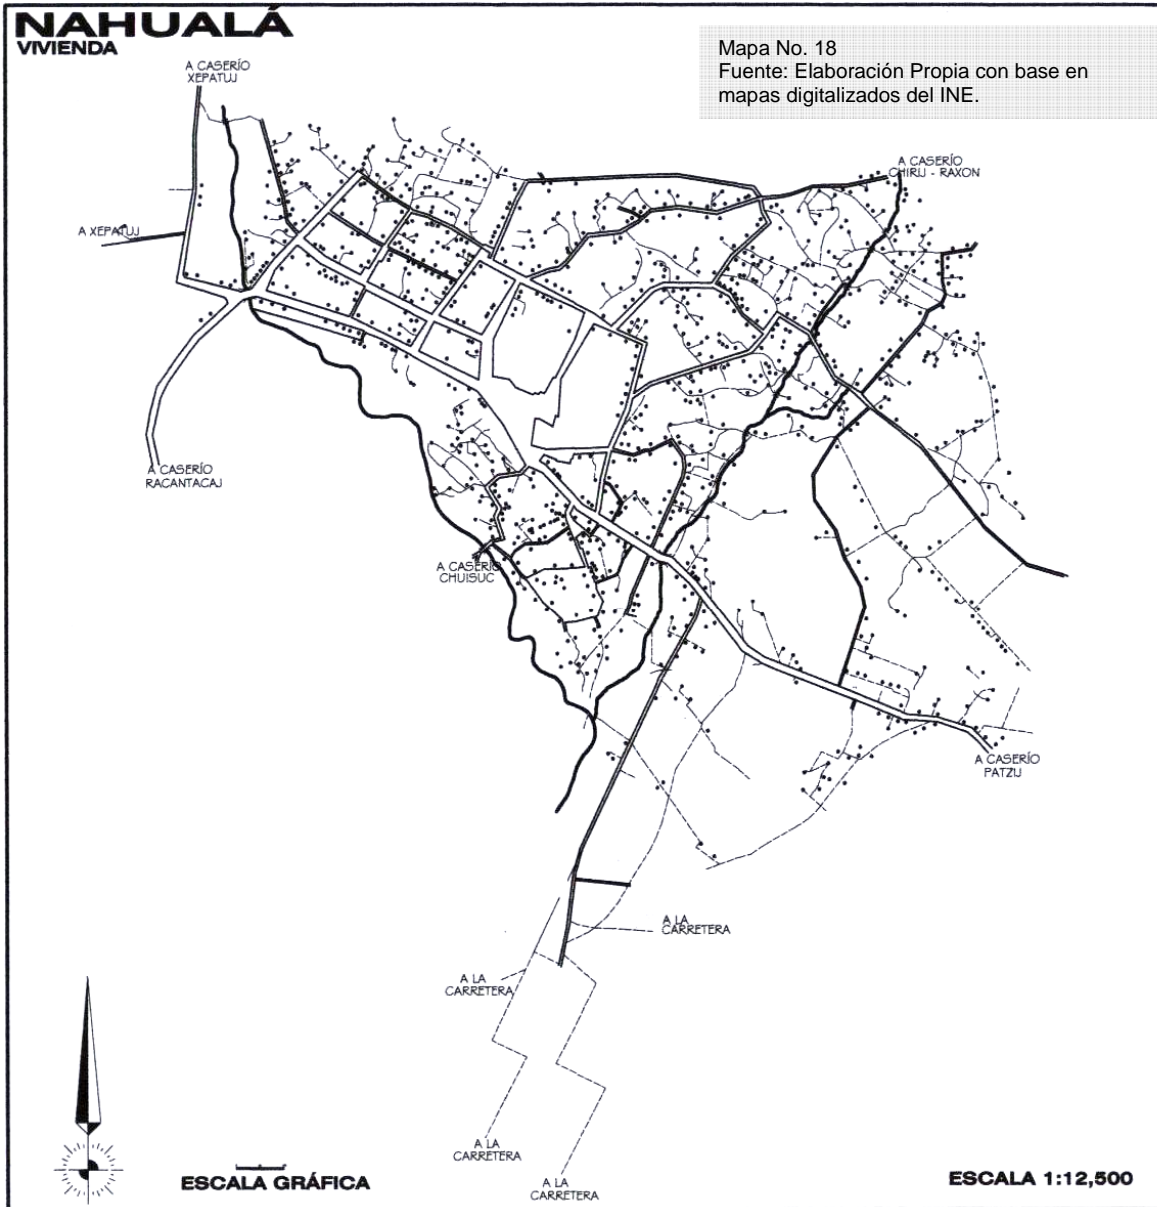 NAHUALÁ
VIVIENDA
Mapa No. 18
Fuente: Elaboración Propia con base en
mapas digitalizados del INE.
A CASERÍO
XEPATUJ
A CASERÍO
CHIRIJ - RAXON
A XEPATUJ
A CASERÍO
RACANTACAJ
A CASERÍO
CHUISUC
A CASERÍO
PATZIJ
A LA
CARRETERA
A LA
CARRETERA
A LA
CARRETERA
A LA
CARRETERA
ESCALA GRÁFICA
ESCALA 1:12,500